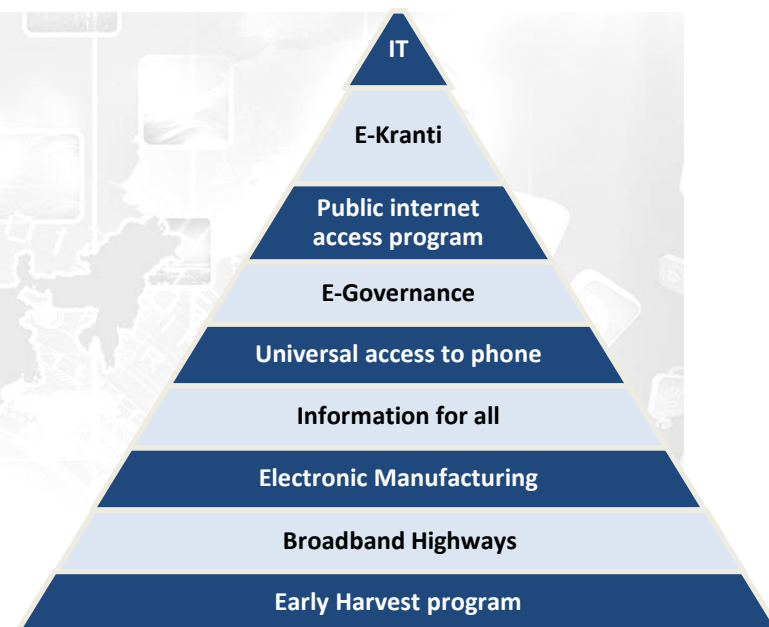 IT
E-Kranti
Public internet
access program
E-Governance
Universal access to phone
Information for all
Electronic Manufacturing
Broadband Highways
Early Harvest program